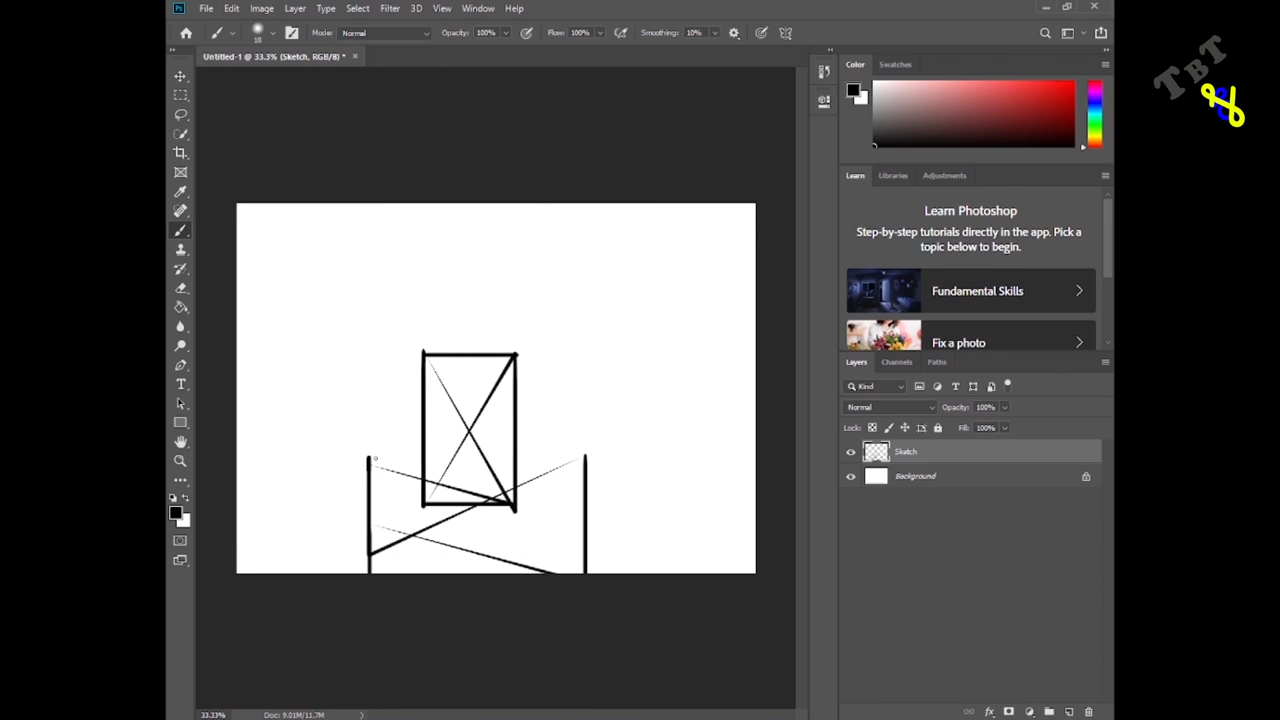 Ps File Edit Image Layer Type Select Filter 3D View Window Help
18 Mode: Normal Opacity: 100% Flow: 100% Smoothing: 10%
Untitled-1 @ 33.3% (Sketch, RGB/8) * ×
TBT
Color Swatches
Learn Libraries Adjustments
Learn Photoshop
Step-by-step tutorials directly in the app. Pick a
topic below to begin.
Fundamental Skills
Fix a photo
Layers Channels Paths
Kind
Normal Opacity: 100%
Lock: Fill: 100%
Sketch
Background
33.33% Doc: 9.01M/11.7M